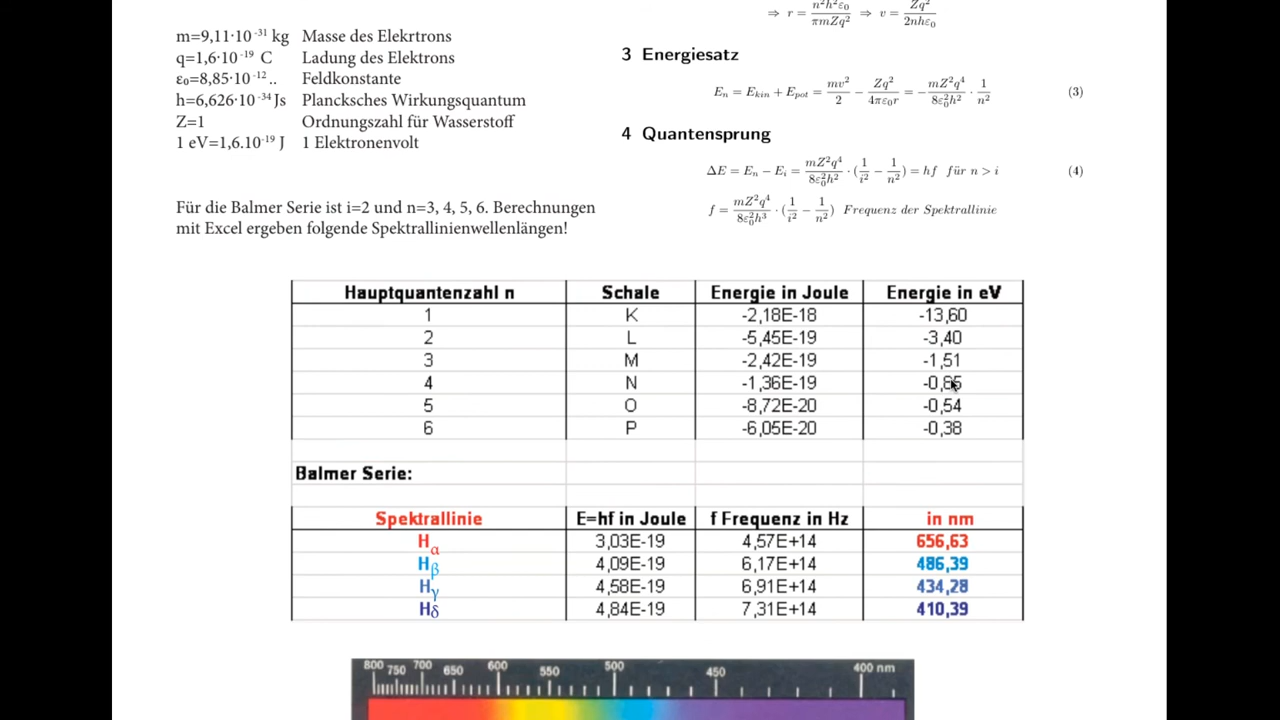 m=9,11·10⁻³¹ kg Masse des Elekrtrons
q=1,6·10⁻¹⁹ C Ladung des Elektrons
ε₀=8,85·10⁻¹².. Feldkonstante
h=6,626·10⁻³⁴Js Plancksches Wirkungsquantum
Z=1 Ordnungszahl für Wasserstoff
1 eV=1,6.10⁻¹⁹ J 1 Elektronenvolt
Für die Balmer Serie ist i=2 und n=3, 4, 5, 6. Berechnungen
mit Excel ergeben folgende Spektrallinienwellenlängen!
⇒ r = n²h²ε₀/πmZq² ⇒ v = Zq²/2nhε₀
3 Energiesatz
Eₙ = Eₖᵢₙ + Eₚₒₜ = mv²/2 − Zq²/4πε₀r = −mZ²q⁴/8ε₀²h² · 1/n² (3)
4 Quantensprung
ΔE = Eₙ − Eᵢ = mZ²q⁴/8ε₀²h² · (1/i² − 1/n²) = hf für n > i (4)
f = mZ²q⁴/8ε₀²h³ · (1/i² − 1/n²) Frequenz der Spektrallinie
Hauptquantenzahl n Schale Energie in Joule Energie in eV
1 K -2,18E-18 -13,60
2 L -5,45E-19 -3,40
3 M -2,42E-19 -1,51
4 N -1,36E-19 -0,85
5 O -8,72E-20 -0,54
6 P -6,05E-20 -0,38
Balmer Serie:
Spektrallinie E=hf in Joule f Frequenz in Hz in nm
Hα 3,03E-19 4,57E+14 656,63
Hβ 4,09E-19 6,17E+14 486,39
Hγ 4,58E-19 6,91E+14 434,28
Hδ 4,84E-19 7,31E+14 410,39
800 750 700 650 600 550 500 450 400 nm